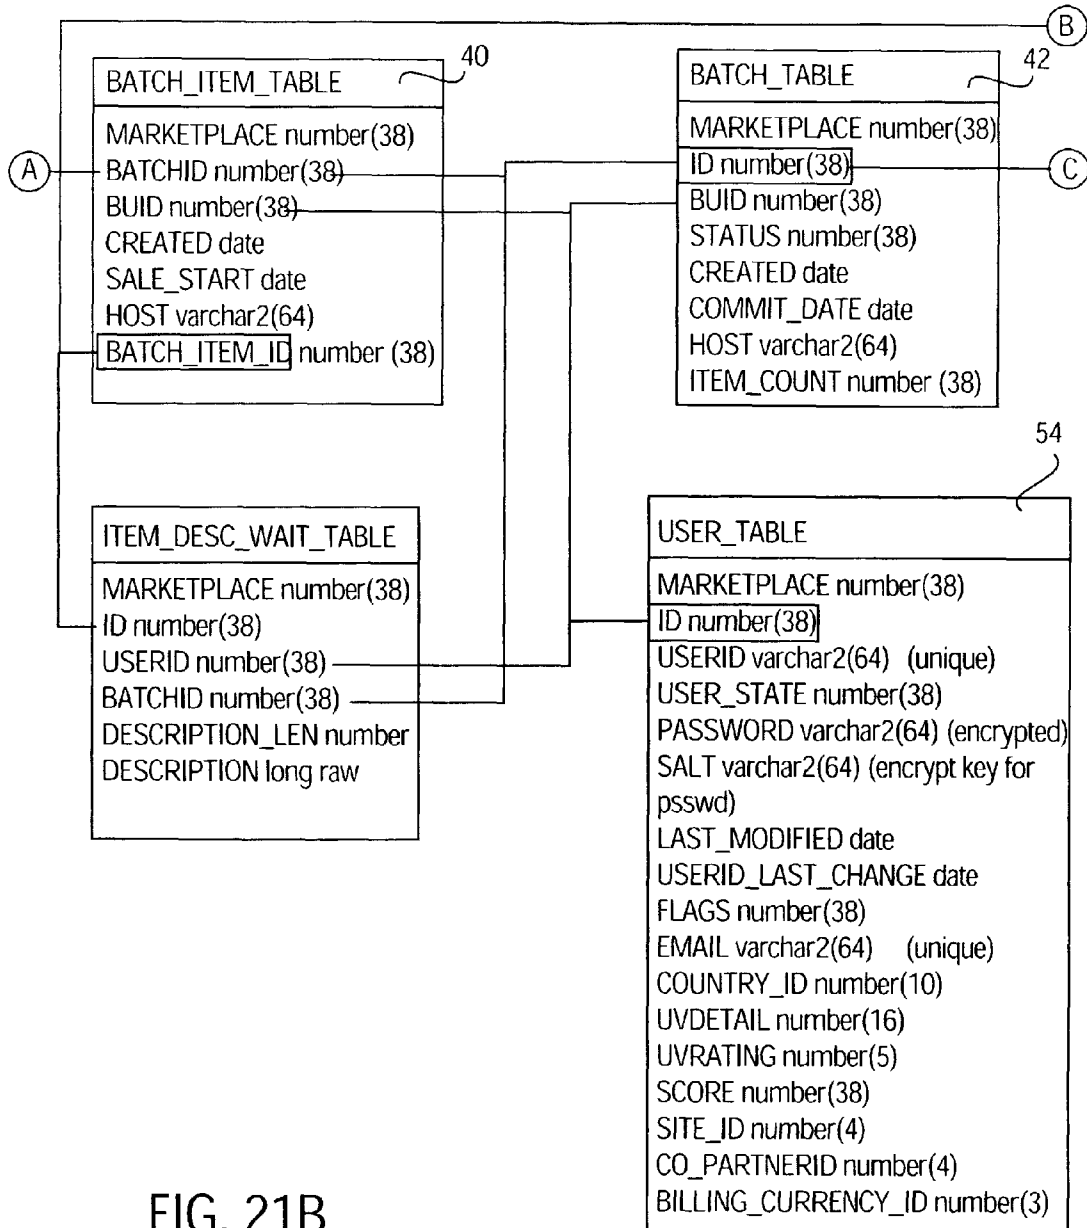 B
40
BATCH_ITEM_TABLE
MARKETPLACE number(38)
A
BATCHID number(38)
BUID number(38)
CREATED date
SALE_START date
HOST varchar2(64)
BATCH_ITEM_ID number (38)
42
BATCH_TABLE
MARKETPLACE number(38)
ID number(38)
C
BUID number(38)
STATUS number(38)
CREATED date
COMMIT_DATE date
HOST varchar2(64)
ITEM_COUNT number (38)
ITEM_DESC_WAIT_TABLE
MARKETPLACE number(38)
ID number(38)
USERID number(38)
BATCHID number(38)
DESCRIPTION_LEN number
DESCRIPTION long raw
54
USER_TABLE
MARKETPLACE number(38)
ID number(38)
USERID varchar2(64) (unique)
USER_STATE number(38)
PASSWORD varchar2(64) (encrypted)
SALT varchar2(64) (encrypt key for
psswd)
LAST_MODIFIED date
USERID_LAST_CHANGE date
FLAGS number(38)
EMAIL varchar2(64) (unique)
COUNTRY_ID number(10)
UVDETAIL number(16)
UVRATING number(5)
SCORE number(38)
SITE_ID number(4)
CO_PARTNERID number(4)
BILLING_CURRENCY_ID number(3)
FIG. 21B